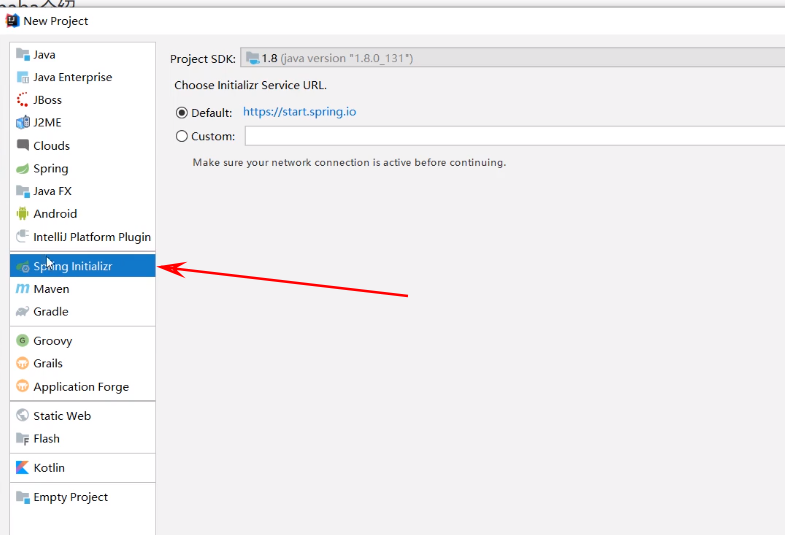 New Project
Java
Java Enterprise
JBoss
J2ME
Clouds
Spring
Java FX
Android
IntelliJ Platform Plugin
Spring Initializr
Maven
Gradle
Groovy
Grails
Application Forge
Static Web
Flash
Kotlin
Empty Project
Project SDK: 1.8 (java version "1.8.0_131")
Choose Initializr Service URL.
Default: https://start.spring.io
Custom:
Make sure your network connection is active before continuing.